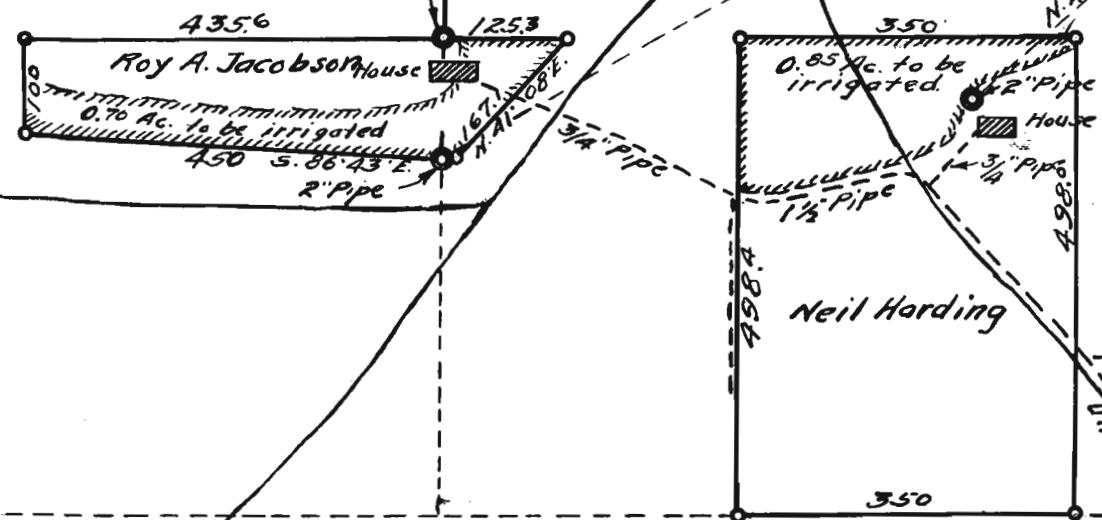 435.6
125.3
Roy A. Jacobson
House
100
0.70 Ac. to be irrigated
167.
N. 41° 08' E.
450 S. 86° 43' E.
2" Pipe
3/4" Pipe
350
0.85 Ac. to be
irrigated.
2" Pipe
House
3/4" Pipe
1 1/2" Pipe
498.4
498.6
Neil Harding
350